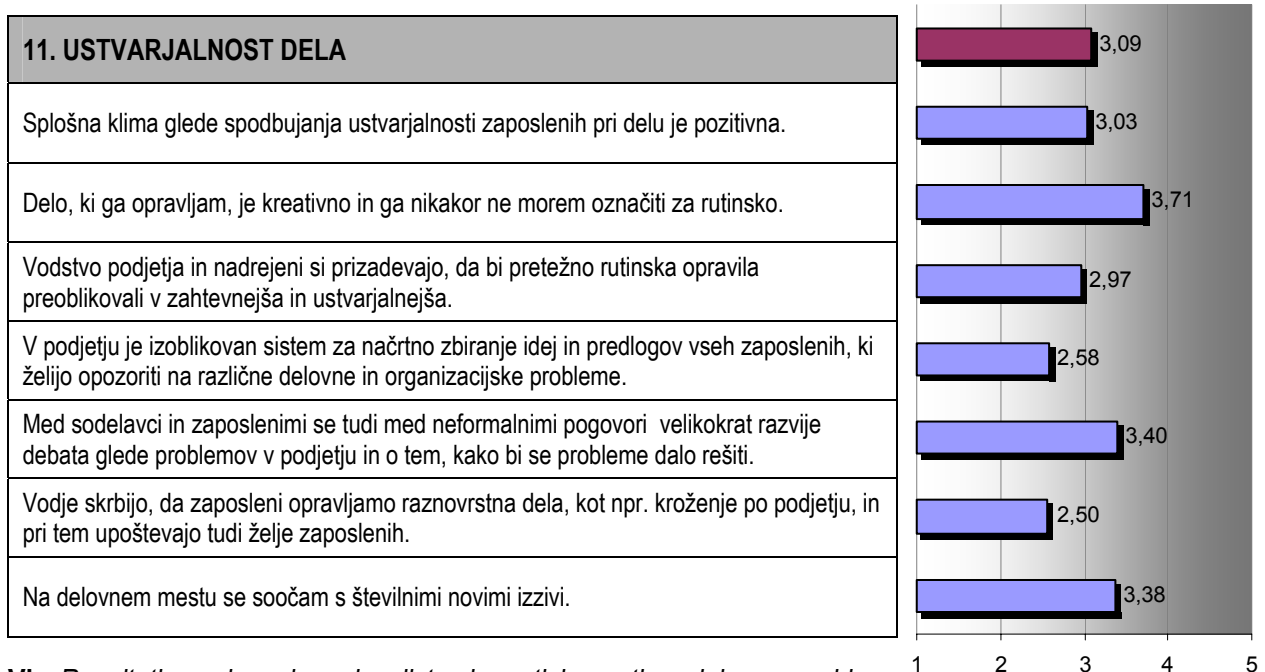 11. USTVARJALNOST DELA
3,09
Splošna klima glede spodbujanja ustvarjalnosti zaposlenih pri delu je pozitivna.
3,03
Delo, ki ga opravljam, je kreativno in ga nikakor ne morem označiti za rutinsko.
3,71
Vodstvo podjetja in nadrejeni si prizadevajo, da bi pretežno rutinska opravila
preoblikovali v zahtevnejša in ustvarjalnejša.
2,97
V podjetju je izoblikovan sistem za načrtno zbiranje idej in predlogov vseh zaposlenih, ki
želijo opozoriti na različne delovne in organizacijske probleme.
2,58
Med sodelavci in zaposlenimi se tudi med neformalnimi pogovori velikokrat razvije
debata glede problemov v podjetju in o tem, kako bi se probleme dalo rešiti.
3,40
Vodje skrbijo, da zaposleni opravljamo raznovrstna dela, kot npr. kroženje po podjetju, in
pri tem upoštevajo tudi želje zaposlenih.
2,50
Na delovnem mestu se soočam s številnimi novimi izzivi.
3,38
1 2 3 4 5